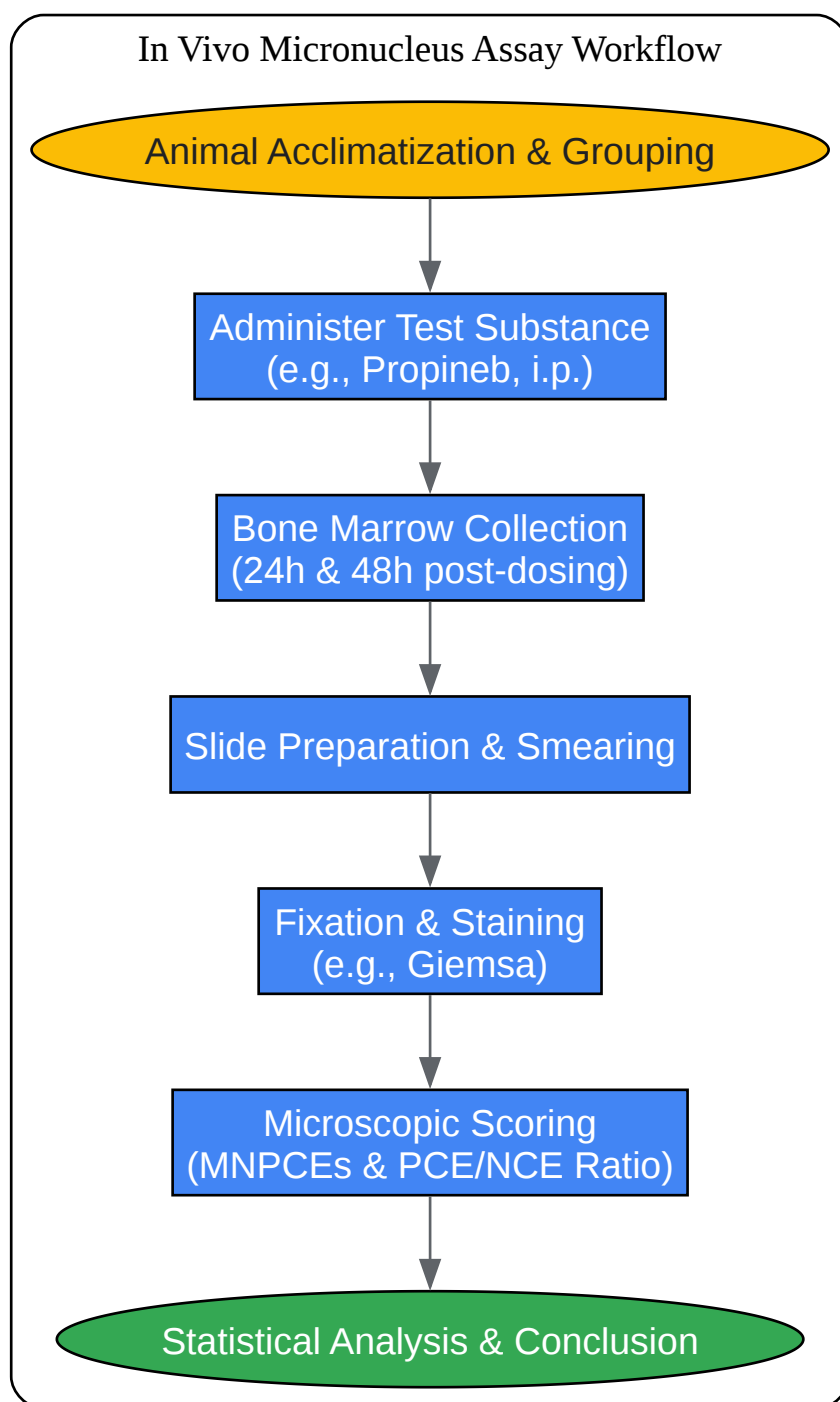 In Vivo Micronucleus Assay Workflow
Animal Acclimatization & Grouping
Administer Test Substance
(e.g., Propineb, i.p.)
Bone Marrow Collection
(24h & 48h post-dosing)
Slide Preparation & Smearing
Fixation & Staining
(e.g., Giemsa)
Microscopic Scoring
(MNPCEs & PCE/NCE Ratio)
Statistical Analysis & Conclusion